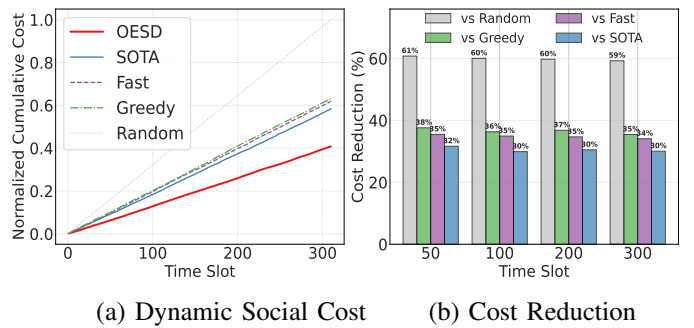 Normalized Cumulative Cost
1.0
0.8
0.6
0.4
0.2
0.0
OESD
SOTA
Fast
Greedy
Random
0
100
200
300
Time Slot
(a) Dynamic Social Cost
Cost Reduction (%)
60
40
20
0
vs Random
vs Greedy
vs Fast
vs SOTA
61%
38%
35%
32%
60%
36%
35%
30%
60%
37%
35%
30%
59%
35%
34%
30%
50
100
200
300
Time Slot
(b) Cost Reduction